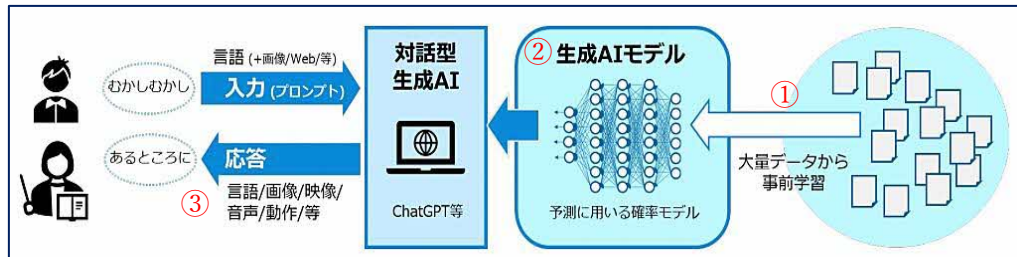 言語 (+画像/Web/等)
むかしむかし
入力 (プロンプト)
あるところに
応答
③
言語/画像/映像/
音声/動作/等
対話型
生成AI
ChatGPT等
② 生成AIモデル
予測に用いる確率モデル
①
大量データから
事前学習